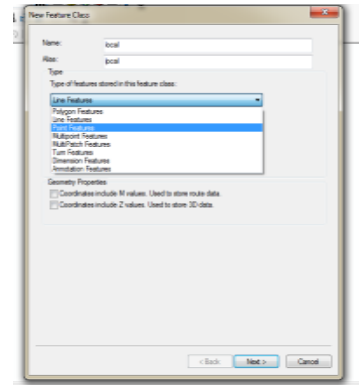 New Feature Class
Name:
local
Alias:
local
Type
Type of features stored in this feature class:
Line Features
Polygon Features
Line Features
Point Features
Multipoint Features
MultiPatch Features
Turn Features
Dimension Features
Annotation Features
Geometry Properties
Coordinates include M values. Used to store route data.
Coordinates include Z values. Used to store 3D data.
< Back
Next >
Cancel